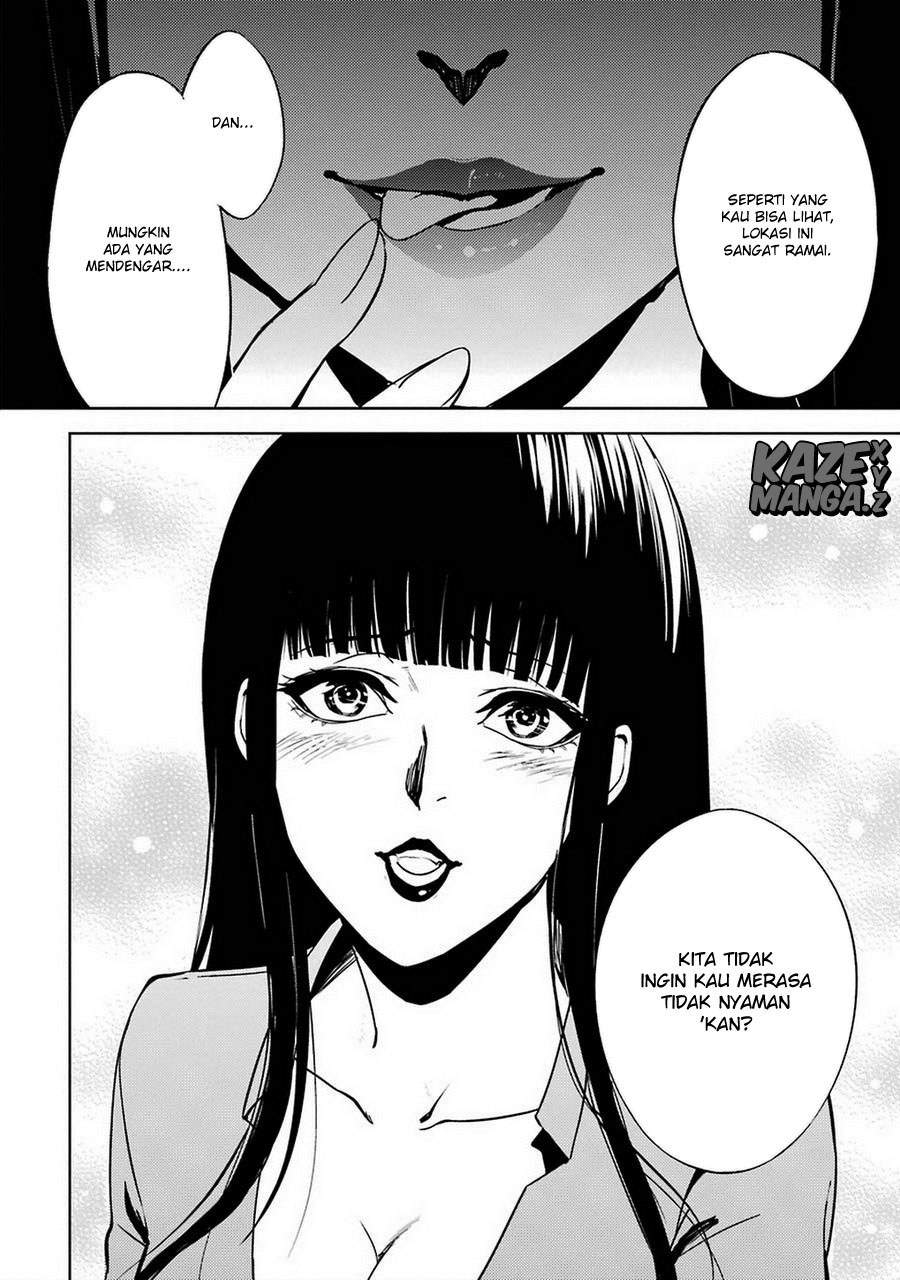 SEPERTI YANG
KAU BISA LIHAT,
LOKASI INI
SANGAT RAMAI.
DAN...
MUNGKIN
ADA YANG
MENDENGAR....
KAZE
MANGA.XYZ
KITA TIDAK
INGIN KAU MERASA
TIDAK NYAMAN
'KAN?